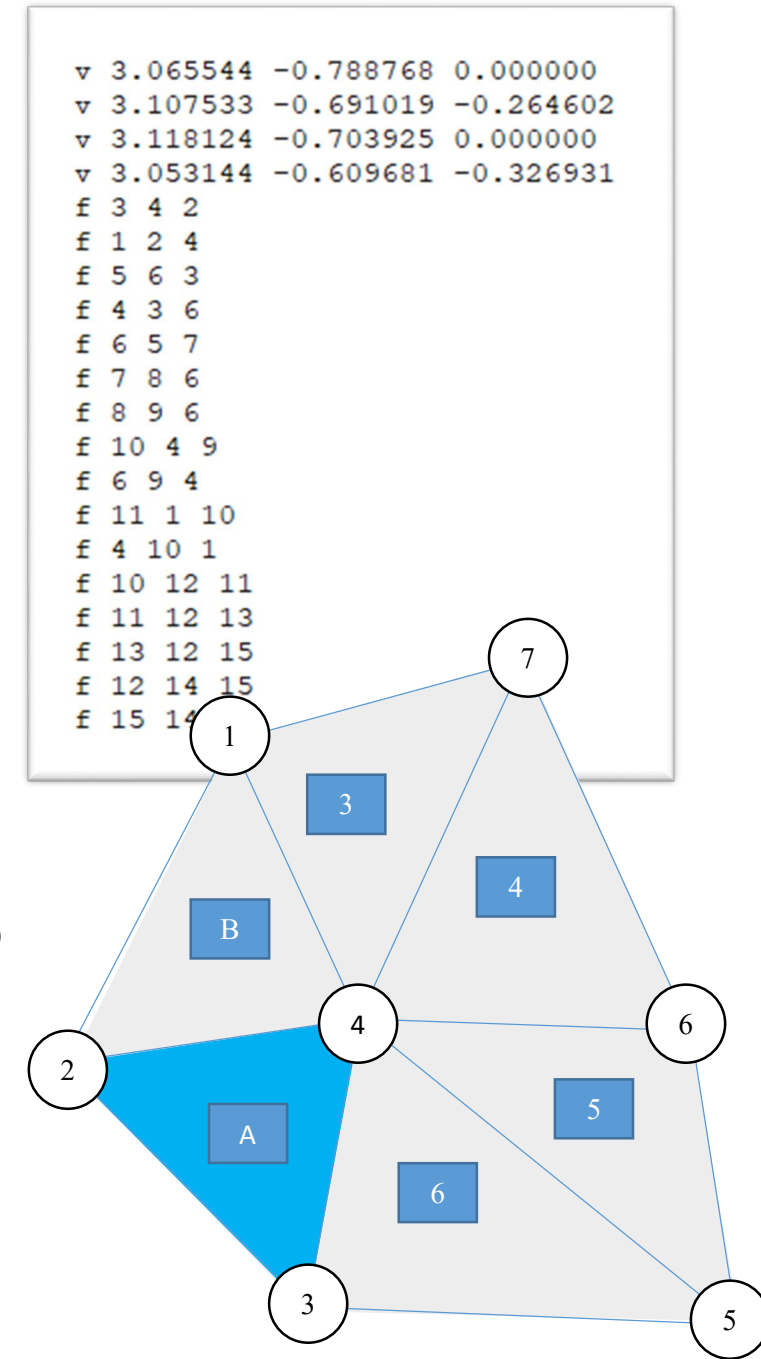 v 3.065544 -0.788768 0.000000
v 3.107533 -0.691019 -0.264602
v 3.118124 -0.703925 0.000000
v 3.053144 -0.609681 -0.326931
f 3 4 2
f 1 2 4
f 5 6 3
f 4 3 6
f 6 5 7
f 7 8 6
f 8 9 6
f 10 4 9
f 6 9 4
f 11 1 10
f 4 10 1
f 10 12 11
f 11 12 13
f 13 12 15
f 12 14 15
f 15 14
7
1
3
4
B
4
6
2
5
A
6
3
5